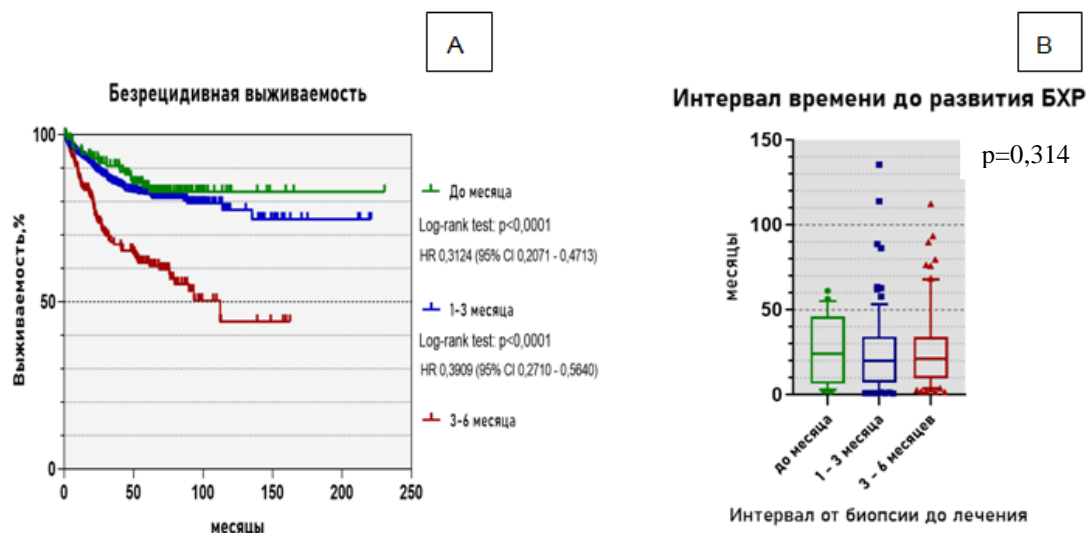 A
Безрецидивная выживаемость
Выживаемость,%
100
50
0
0 50 100 150 200 250
месяцы
До месяца
Log-rank test: p<0,0001
HR 0,3124 (95% CI 0,2071 - 0,4713)
1-3 месяца
Log-rank test: p<0,0001
HR 0,3909 (95% CI 0,2710 - 0,5640)
3-6 месяца
B
Интервал времени до развития БХР
p=0,314
месяцы
150
100
50
0
до месяца
1 - 3 месяца
3 - 6 месяцев
Интервал от биопсии до лечения